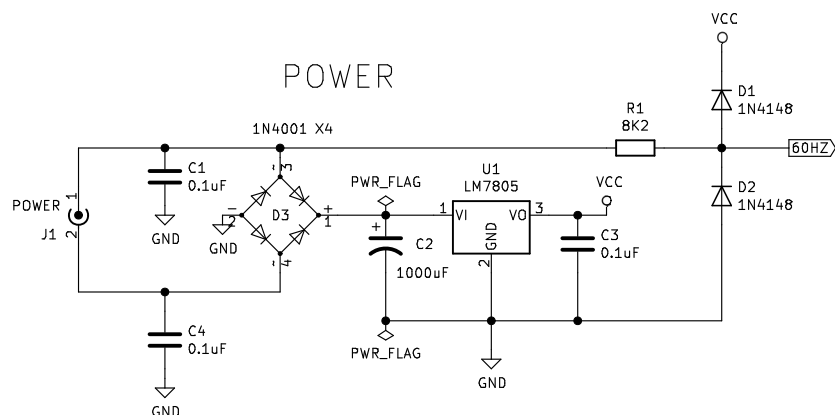 VCC
POWER
D1
1N4148
R1
8K2
1N4001 X4
60HZ
C1
0.1uF
~
3
U1
LM7805
PWR_FLAG
VCC
D2
1N4148
1
POWER
J1
2
GND
-
2
GND
D3
+
1
1
VI
VO
3
GND
2
+
C2
1000uF
C3
0.1uF
~
4
C4
0.1uF
PWR_FLAG
GND
GND